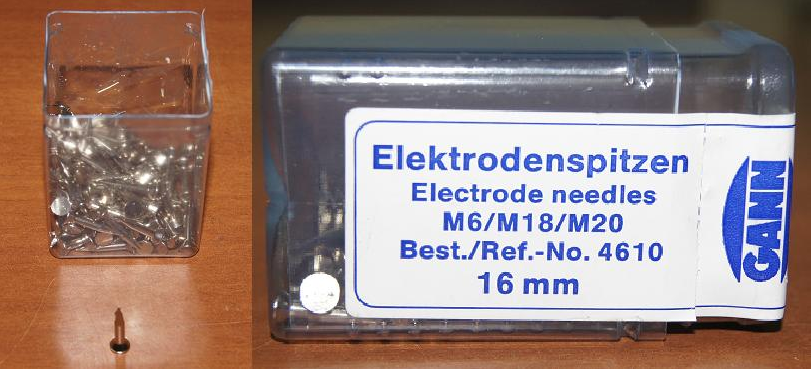 Elektrodenspitzen
Electrode needles
M6/M18/M20
Best./Ref.-No. 4610
16 mm
GANN